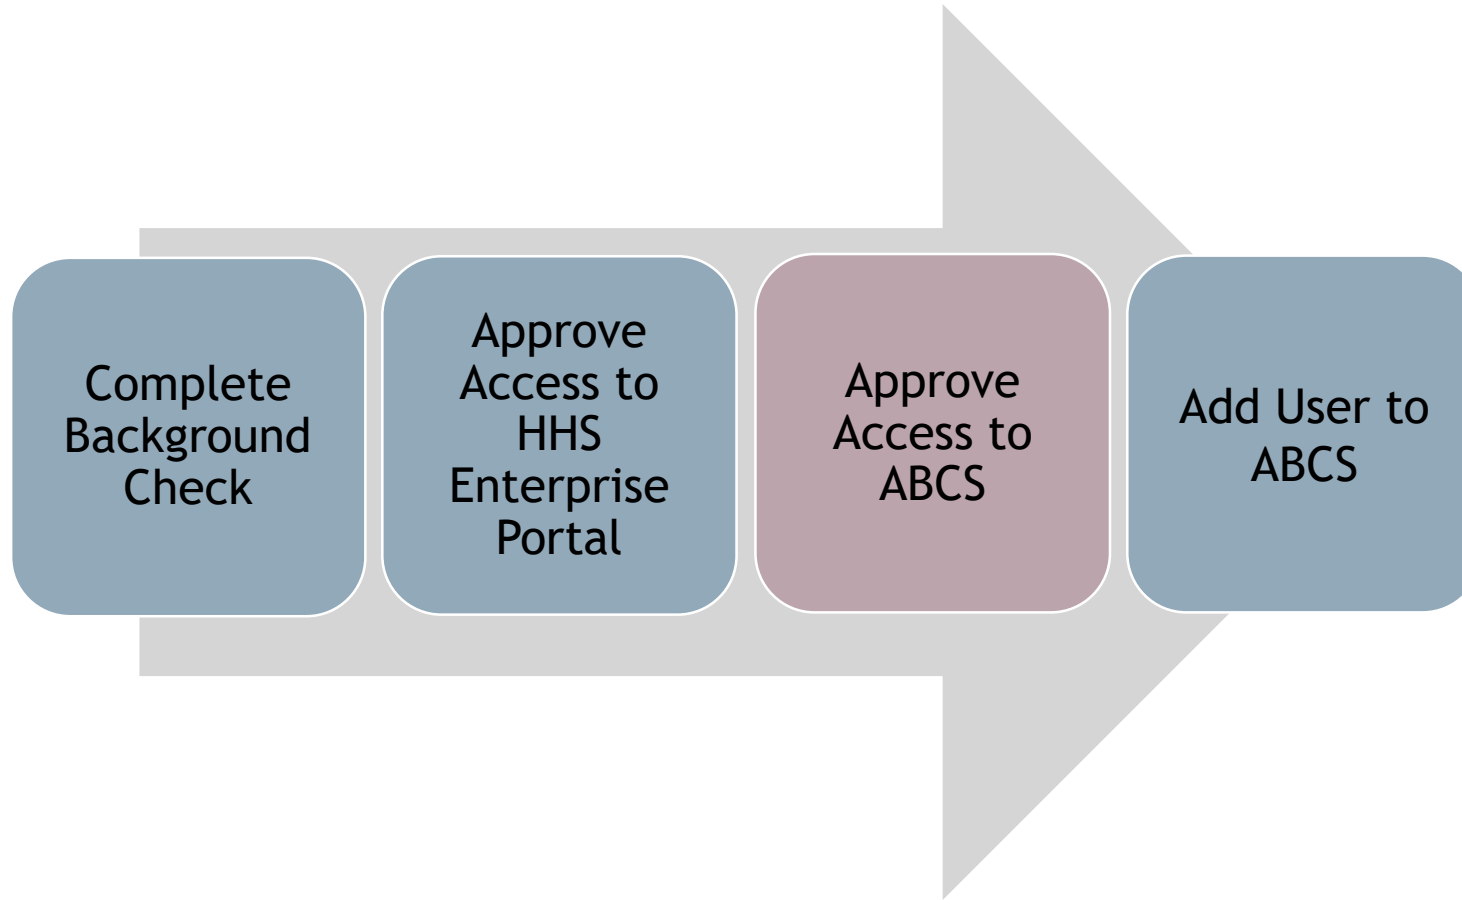 Complete
Background
Check
Approve
Access to
HHS
Enterprise
Portal
Approve
Access to
ABCS
Add User to
ABCS